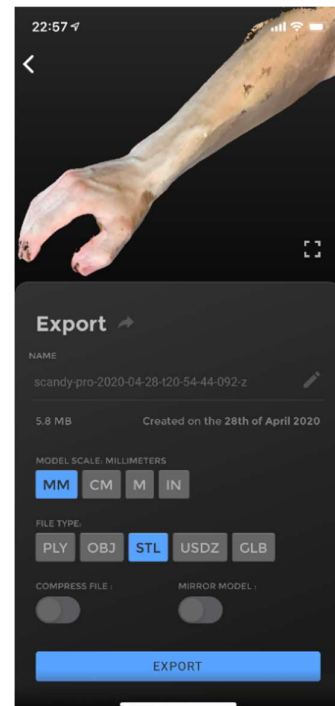 22:57
Export
NAME
scandy-pro-2020-04-28-t20-54-44-092-z
5.8 MB Created on the 28th of April 2020
MODEL SCALE: MILLIMETERS
MM CM M IN
FILE TYPE:
PLY OBJ STL USDZ GLB
COMPRESS FILE : MIRROR MODEL :
EXPORT